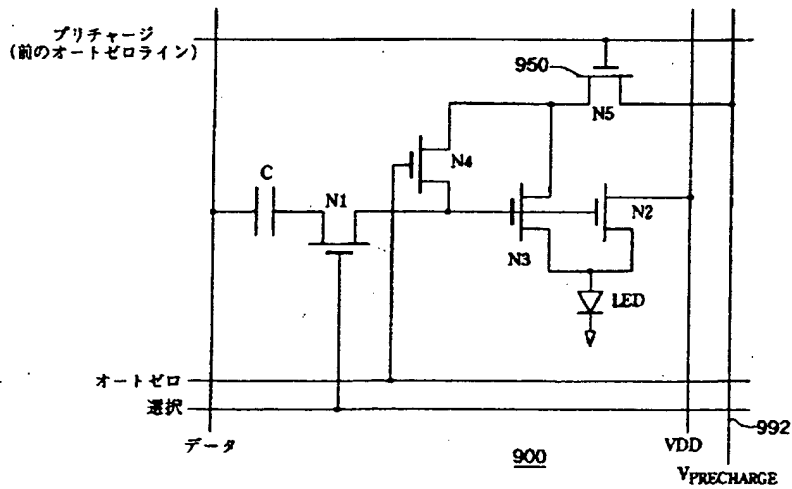 プリチャージ
(前のオートゼロライン)
950
N5
N4
C
N1
N2
N3
LED
オートゼロ
選択
992
データ
900
VDD
VPRECHARGE